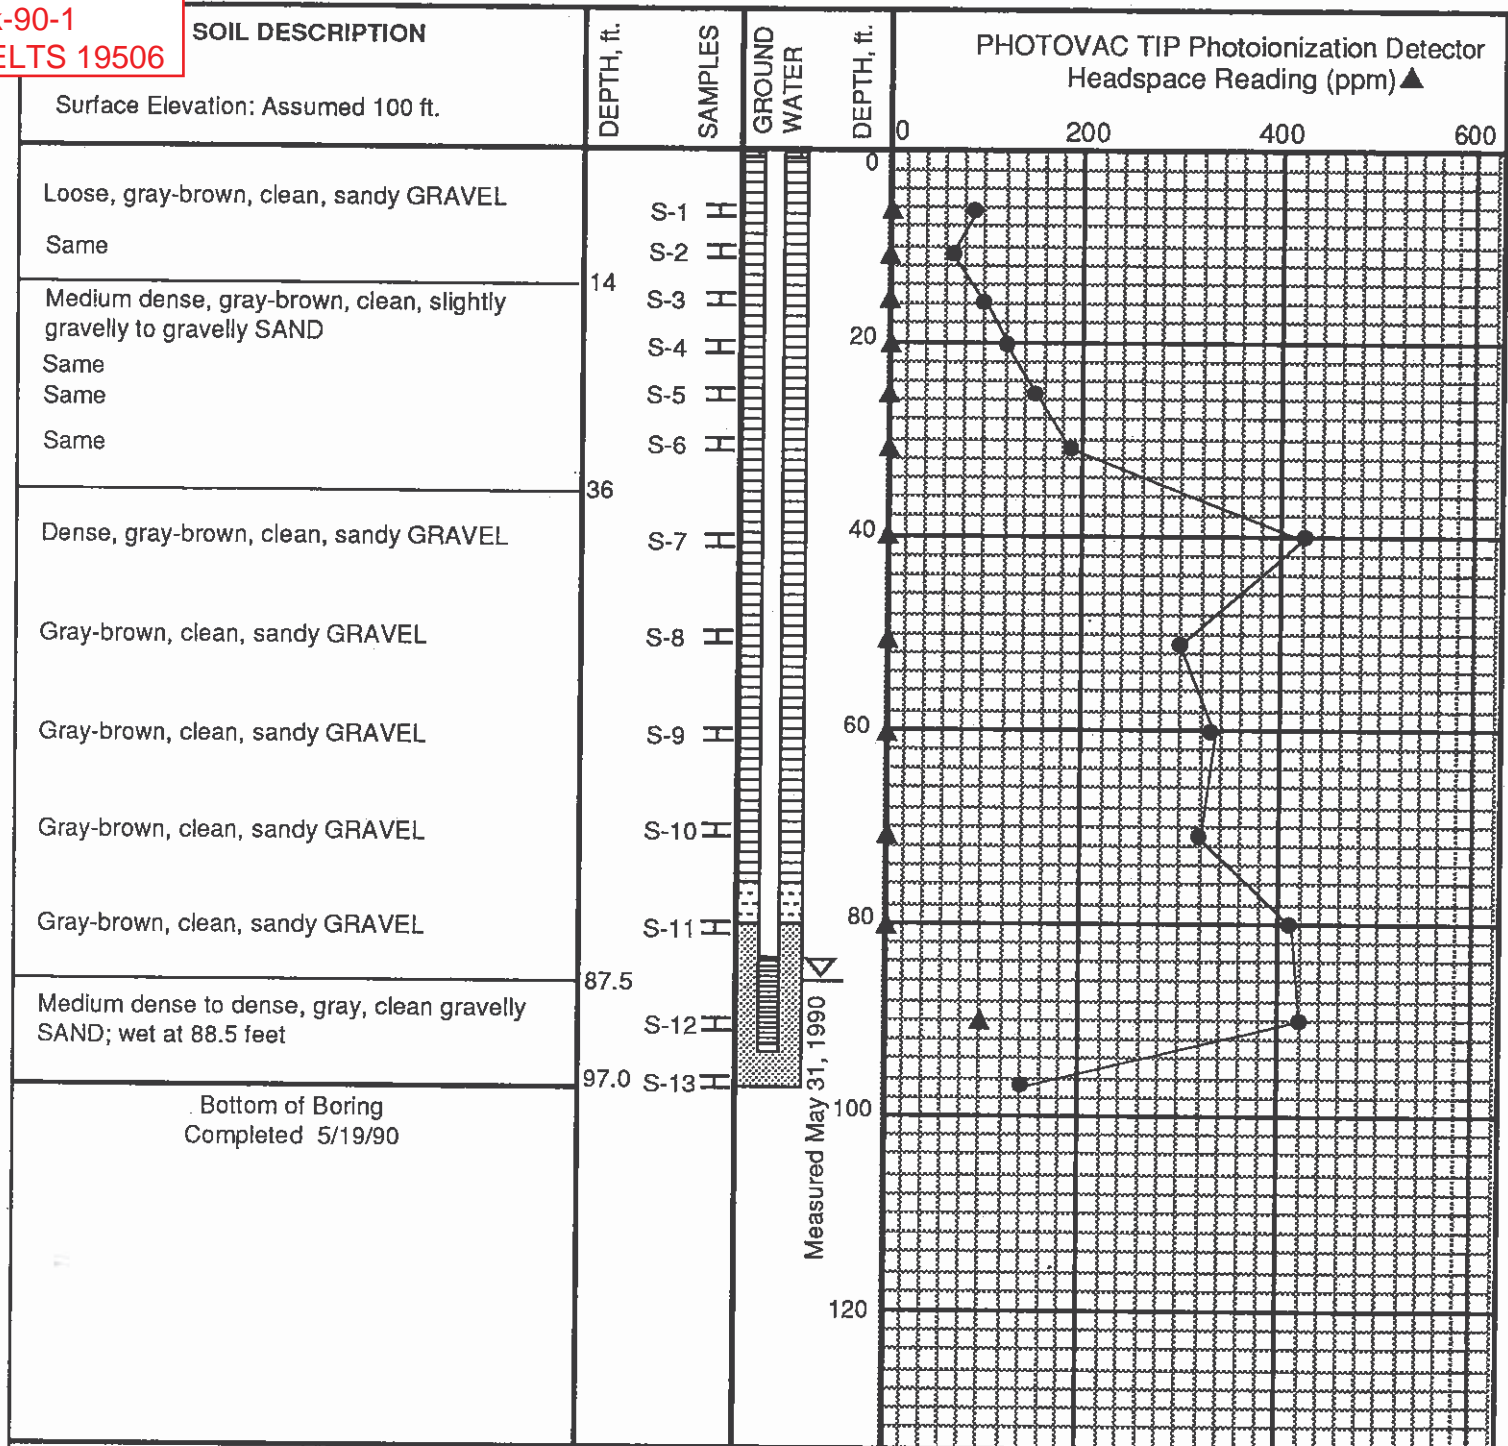 -90-1
ELTS 19506
SOIL DESCRIPTION
Surface Elevation: Assumed 100 ft.
DEPTH, ft.
SAMPLES
GROUND
WATER
DEPTH, ft.
PHOTOVAC TIP Photoionization Detector
Headspace Reading (ppm) ▲
0 200 400 600
Loose, gray-brown, clean, sandy GRAVEL
Same
14
Medium dense, gray-brown, clean, slightly
gravelly to gravelly SAND
Same
Same
Same
36
Dense, gray-brown, clean, sandy GRAVEL
Gray-brown, clean, sandy GRAVEL
Gray-brown, clean, sandy GRAVEL
Gray-brown, clean, sandy GRAVEL
Gray-brown, clean, sandy GRAVEL
87.5
Medium dense to dense, gray, clean gravelly
SAND; wet at 88.5 feet
97.0
Bottom of Boring
Completed 5/19/90
S-1
S-2
S-3
S-4
S-5
S-6
S-7
S-8
S-9
S-10
S-11
S-12
S-13
Measured May 31, 1990
0
20
40
60
80
100
120